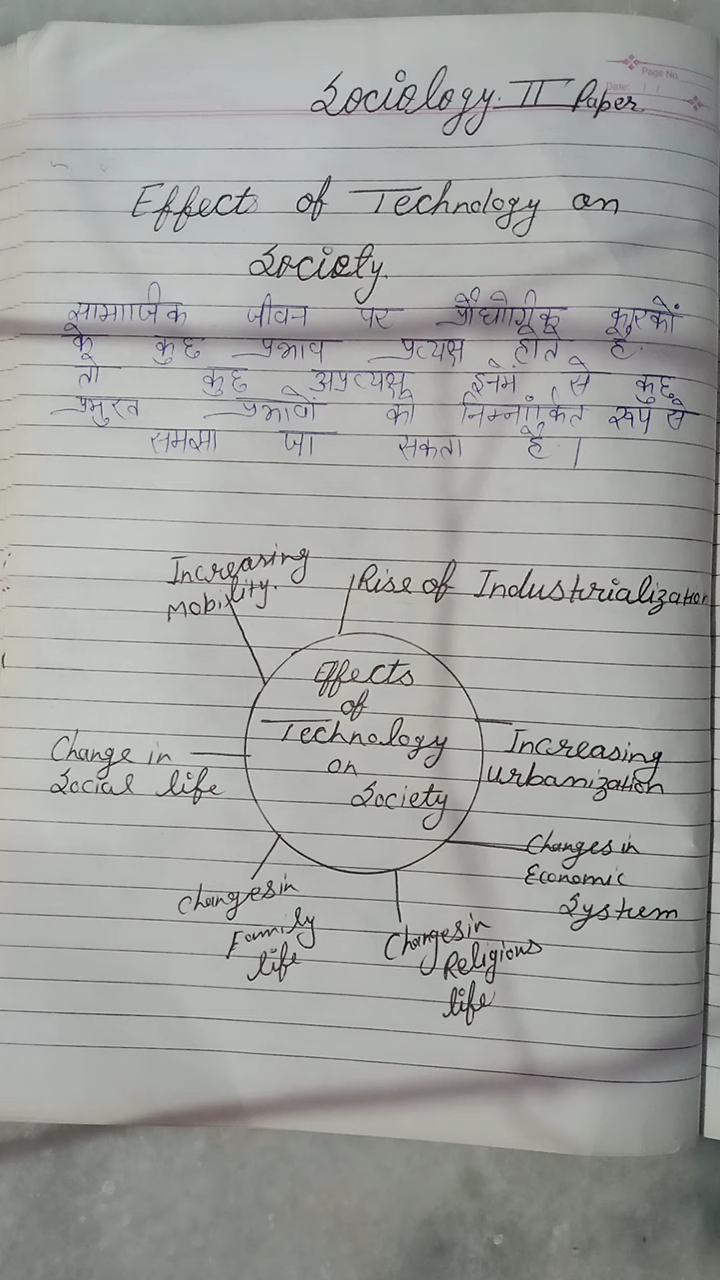 Page No.
Date: / /
Sociology. II Paper.
Effect of Technology on
Society.
सामाजिक जीवन पर प्रौद्योगिक कारकों
के कुछ प्रभाव प्रत्यक्ष होते है.
तो कुछ अप्रत्यक्ष इनमें से कुछ
प्रमुख प्रभावों को निम्नांकित रूप से
समझा जा सकता है ।
Increasing
Mobility.
Rise of Industrialization
Effects
of
Technology
on
Society
Increasing
urbanization
Change in
Social life
Changes in
Economic
System
Changes in
Family
life
Changes in
Religious
life